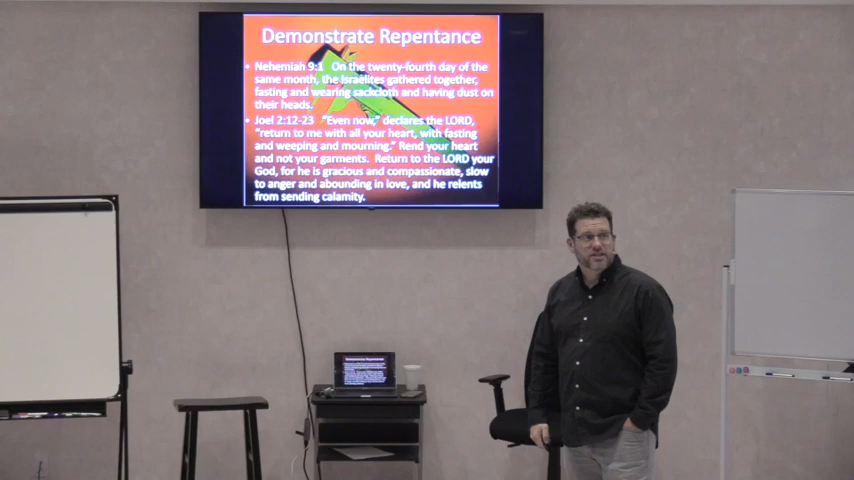 Demonstrate Repentance
• Nehemiah 9:1 On the twenty-fourth day of the
same month, the Israelites gathered together,
fasting and wearing sackcloth and having dust on
their heads.
• Joel 2:12-23 "Even now," declares the LORD,
"return to me with all your heart, with fasting
and weeping and mourning." Rend your heart
and not your garments. Return to the LORD your
God, for he is gracious and compassionate, slow
to anger and abounding in love, and he relents
from sending calamity.
Demonstrate Repentance